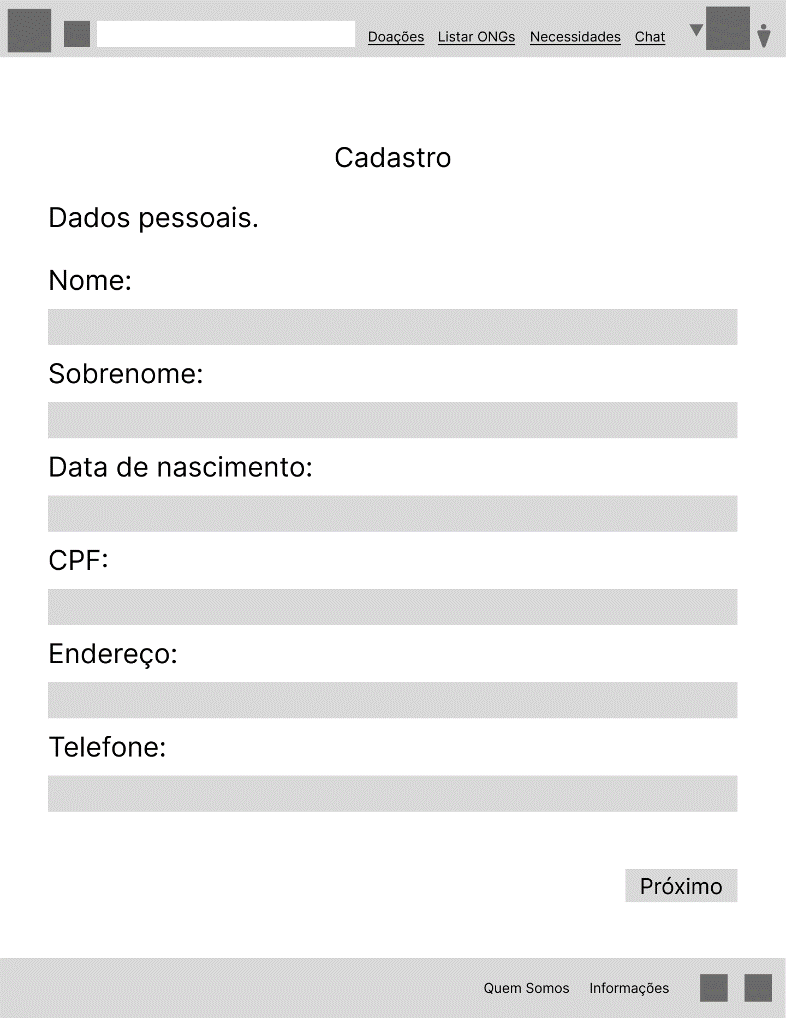 Doações Listar ONGs Necessidades Chat
Cadastro
Dados pessoais.
Nome:
Sobrenome:
Data de nascimento:
CPF:
Endereço:
Telefone:
Próximo
Quem Somos Informações